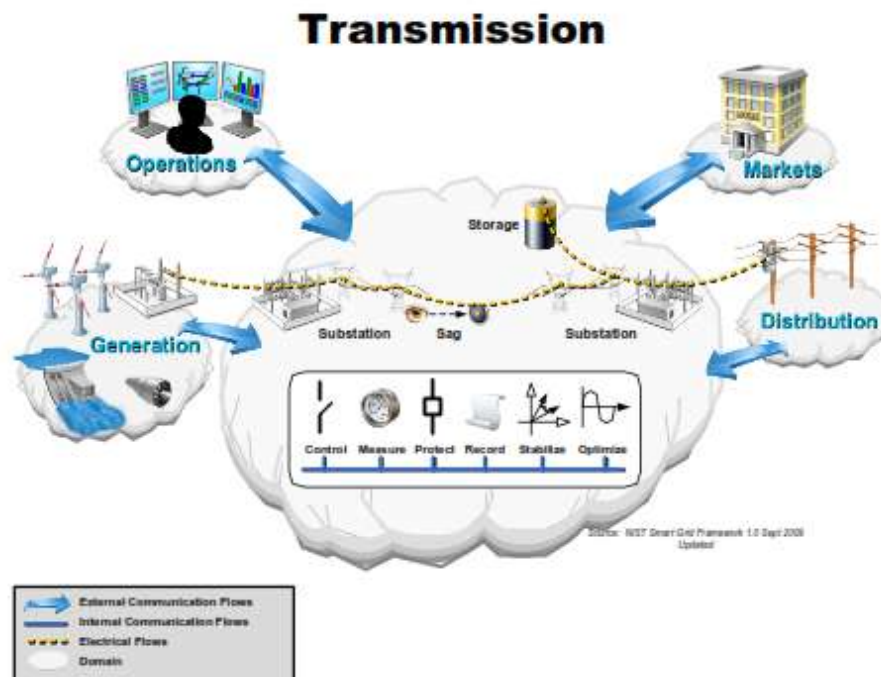 Transmission
Operations
Markets
Storage
Substation
Sag
Substation
Generation
Distribution
Control
Measure
Protect
Record
Stabilize
Optimize
Source: NIST Smart Grid Framework 1.0 Sept 2009
Updated
External Communication Flows
Internal Communication Flows
Electrical Flows
Domain